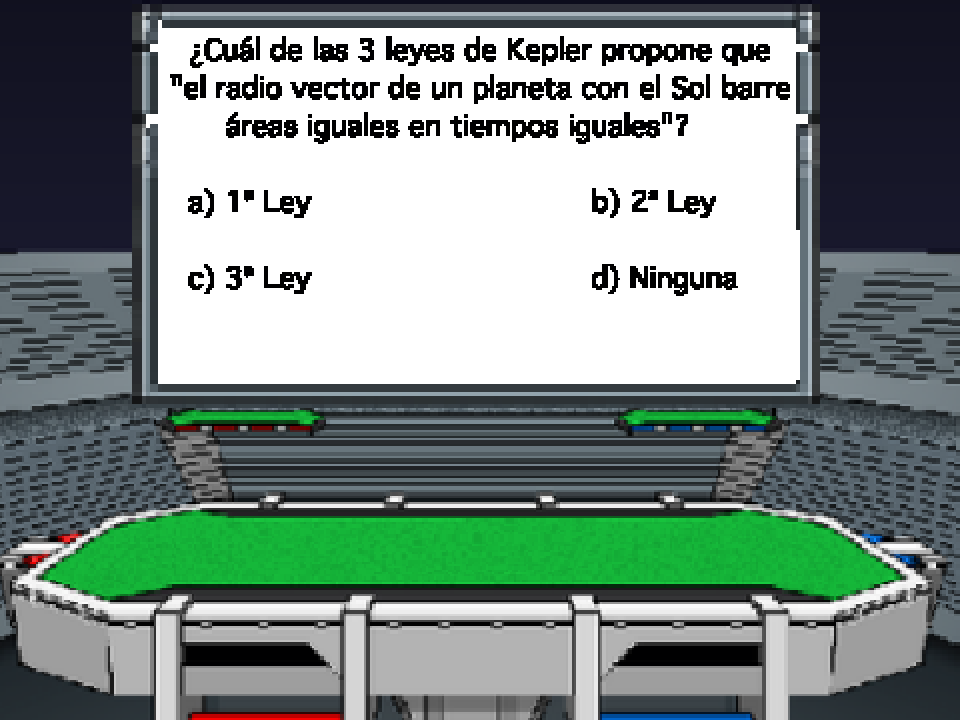 ¿Cuál de las 3 leyes de Kepler propone que
"el radio vector de un planeta con el Sol barre
áreas iguales en tiempos iguales"?
a) 1ª Ley
b) 2ª Ley
c) 3ª Ley
d) Ninguna